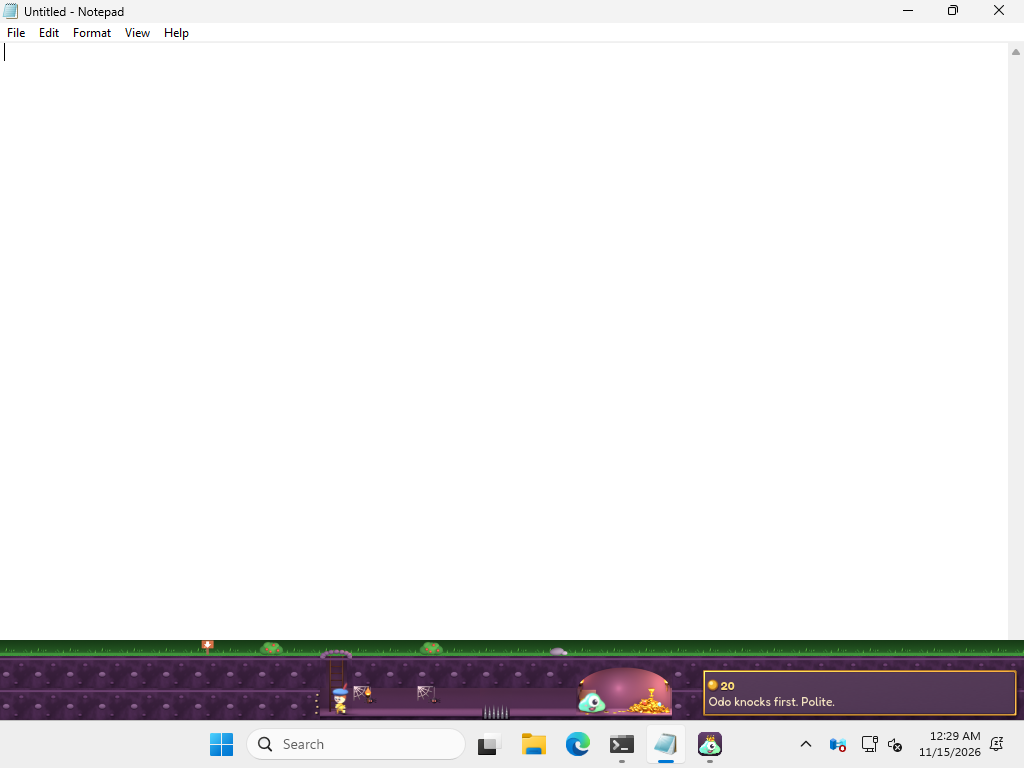 Untitled - Notepad
File Edit Format View Help
20
Odo knocks first. Polite.
Search
12:29 AM
11/15/2026